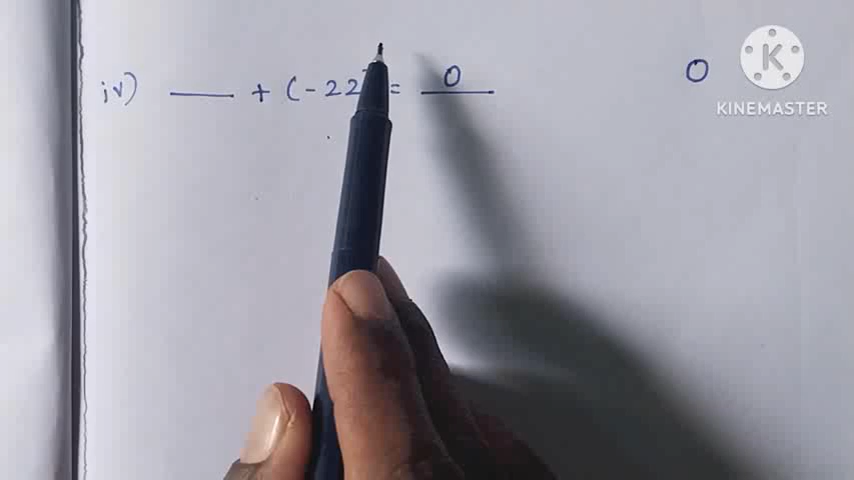 iv) ___ + (-22 = 0 0
KINEMASTER